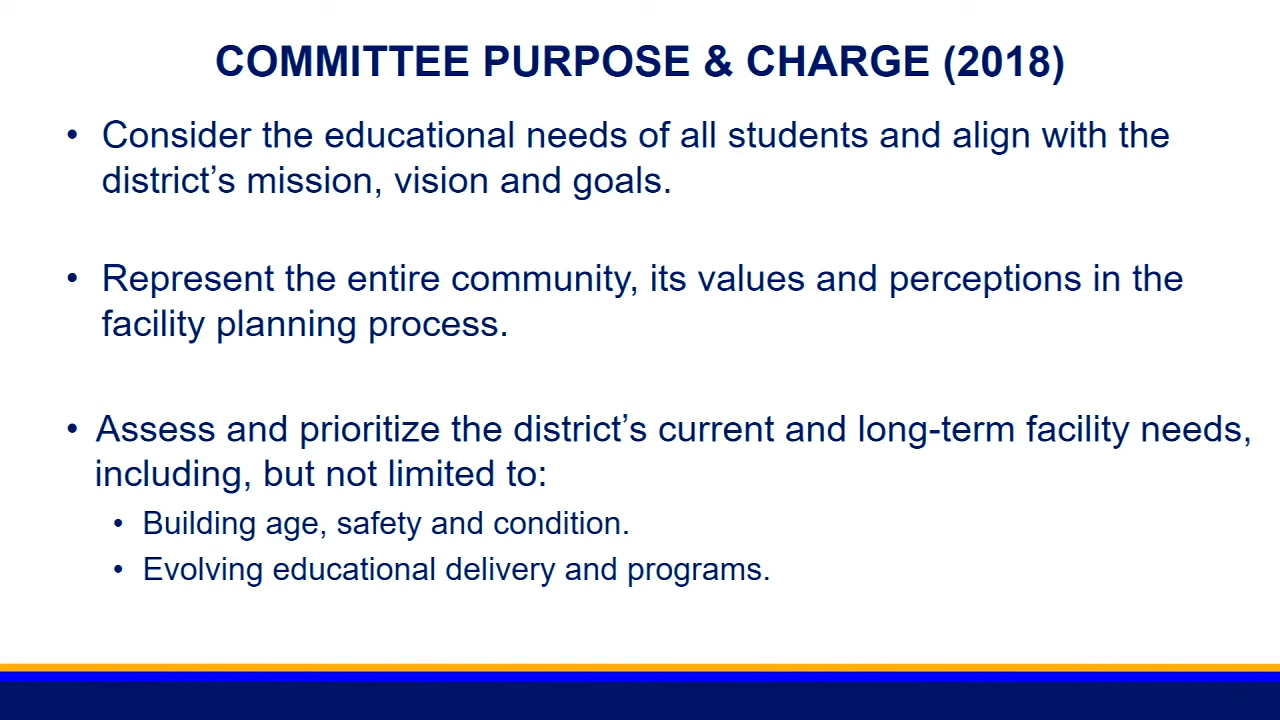 COMMITTEE PURPOSE & CHARGE (2018)
• Consider the educational needs of all students and align with the
district’s mission, vision and goals.
• Represent the entire community, its values and perceptions in the
facility planning process.
• Assess and prioritize the district’s current and long-term facility needs,
including, but not limited to:
• Building age, safety and condition.
• Evolving educational delivery and programs.